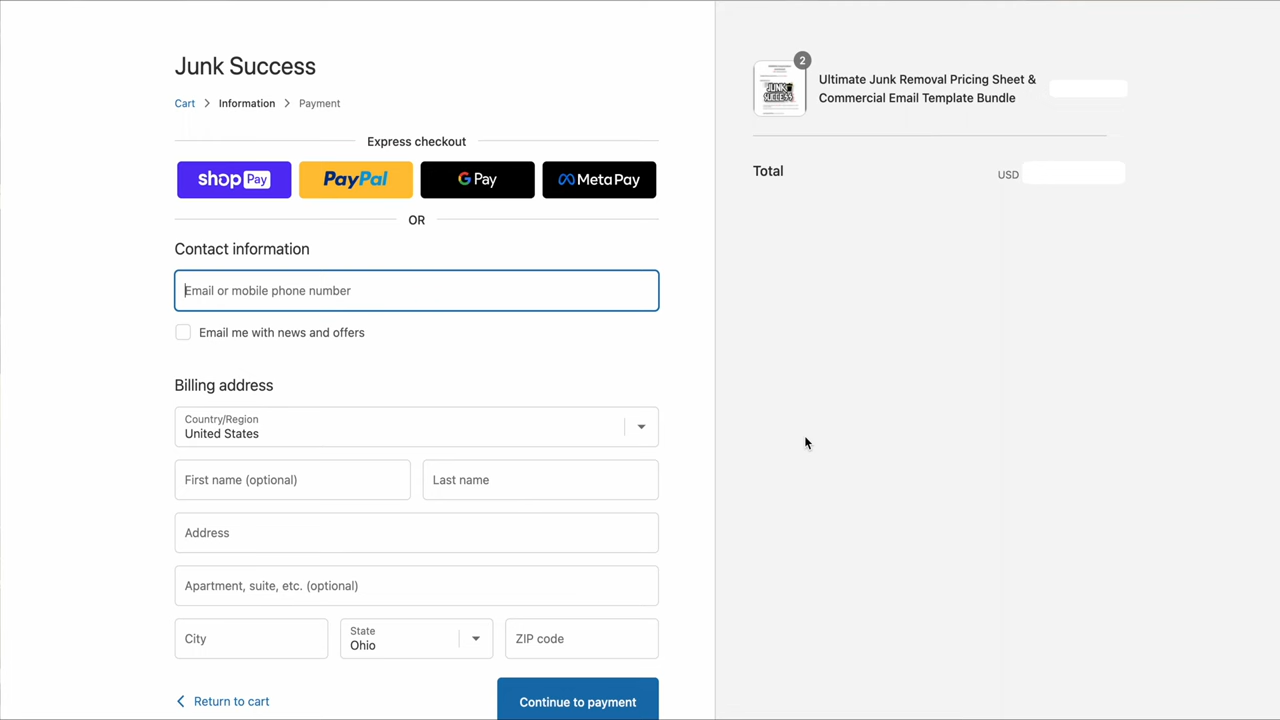 Junk Success
Cart > Information > Payment
Express checkout
shop Pay
PayPal
G Pay
Meta Pay
OR
Contact information
Email or mobile phone number
Email me with news and offers
Billing address
Country/Region
United States
First name (optional)
Last name
Address
Apartment, suite, etc. (optional)
City
State
Ohio
ZIP code
Return to cart
Continue to payment
2
JUNK
SUCCESS
Ultimate Junk Removal Pricing Sheet &
Commercial Email Template Bundle
Total
USD